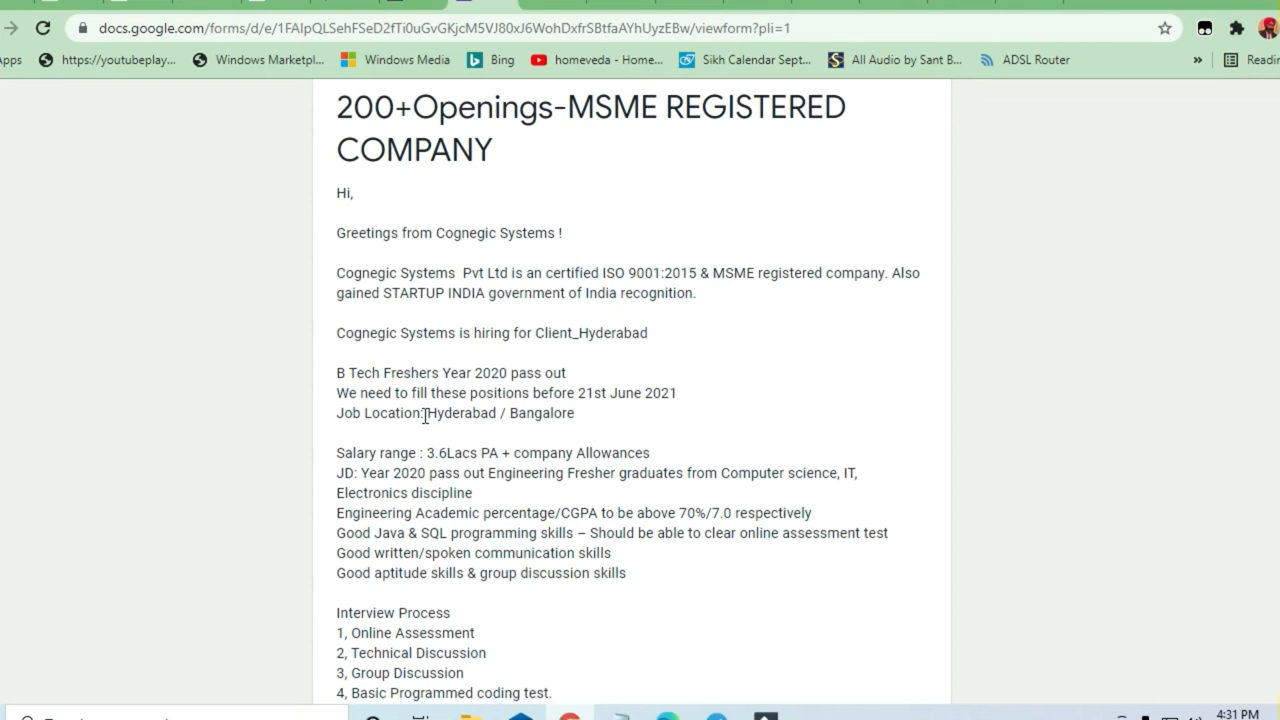 docs.google.com/forms/d/e/1FAIpQLSehFSeD2fTi0uGvGKjcM5VJ80xJ6WohDxfrSBtfaAYhUyzEBw/viewform?pli=1
pps https://youtubeplay... Windows Marketpl... Windows Media Bing homeveda - Home... Sikh Calendar Sept... All Audio by Sant B... ADSL Router » Readin
200+Openings-MSME REGISTERED
COMPANY
Hi,
Greetings from Cognegic Systems !
Cognegic Systems Pvt Ltd is an certified ISO 9001:2015 & MSME registered company. Also
gained STARTUP INDIA government of India recognition.
Cognegic Systems is hiring for Client_Hyderabad
B Tech Freshers Year 2020 pass out
We need to fill these positions before 21st June 2021
Job Location: Hyderabad / Bangalore
Salary range : 3.6Lacs PA + company Allowances
JD: Year 2020 pass out Engineering Fresher graduates from Computer science, IT,
Electronics discipline
Engineering Academic percentage/CGPA to be above 70%/7.0 respectively
Good Java & SQL programming skills – Should be able to clear online assessment test
Good written/spoken communication skills
Good aptitude skills & group discussion skills
Interview Process
1, Online Assessment
2, Technical Discussion
3, Group Discussion
4, Basic Programmed coding test.
4:31 PM